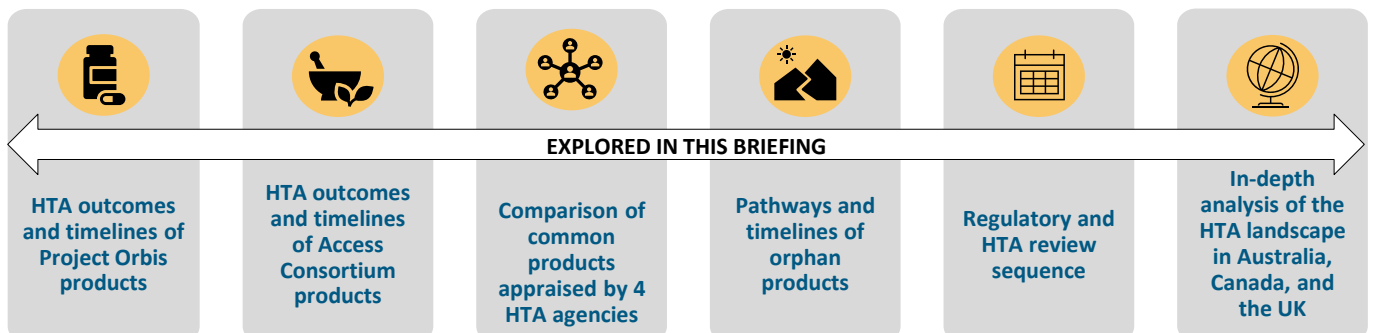 EXPLORED IN THIS BRIEFING
HTA outcomes
and timelines of
Project Orbis
products
HTA outcomes
and timelines
of Access
Consortium
products
Comparison of
common
products
appraised by 4
HTA agencies
Pathways and
timelines of
orphan
products
Regulatory and
HTA review
sequence
In-depth
analysis of the
HTA landscape
in Australia,
Canada, and
the UK